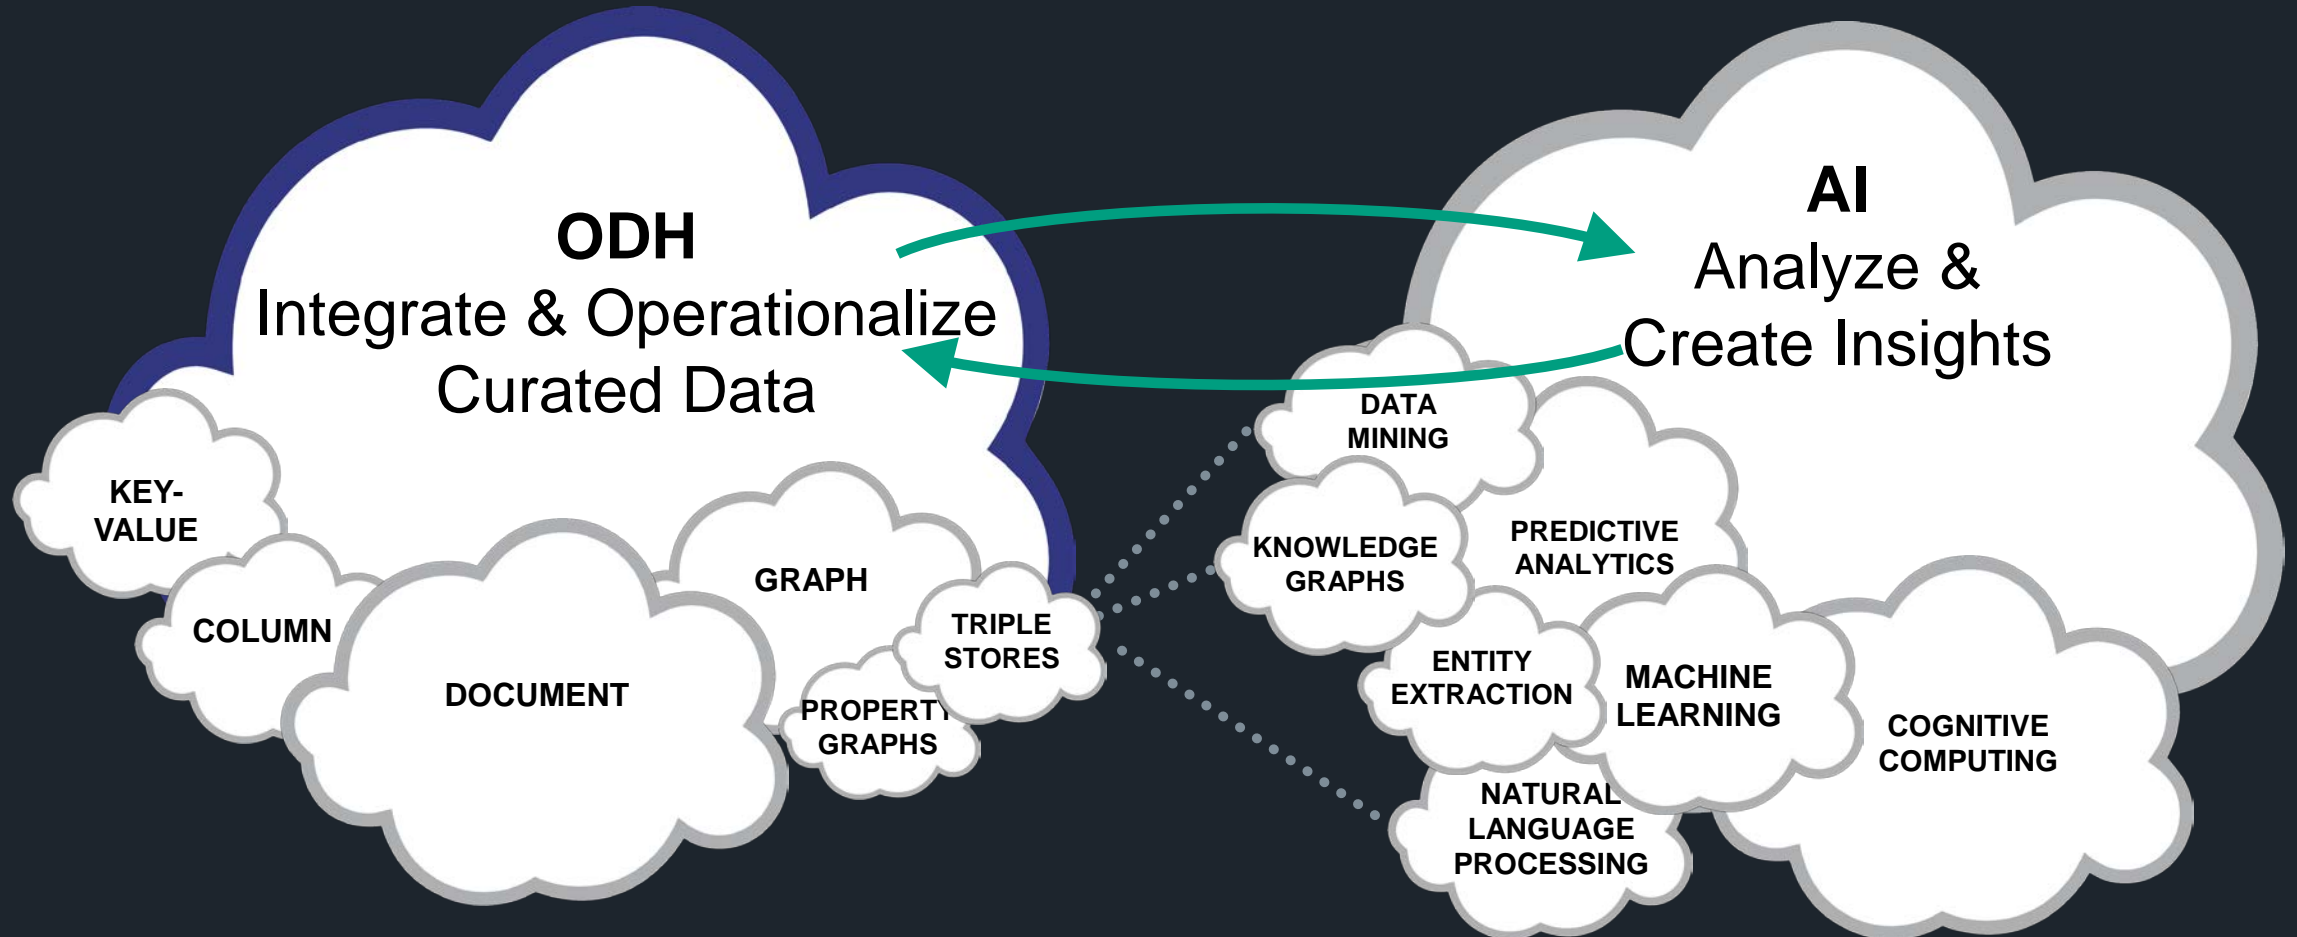 ODH
Integrate & Operationalize
Curated Data
AI
Analyze &
Create Insights
KEY-
VALUE
COLUMN
DOCUMENT
GRAPH
TRIPLE
STORES
PROPERTY
GRAPHS
DATA
MINING
KNOWLEDGE
GRAPHS
PREDICTIVE
ANALYTICS
ENTITY
EXTRACTION
MACHINE
LEARNING
COGNITIVE
COMPUTING
NATURAL
LANGUAGE
PROCESSING